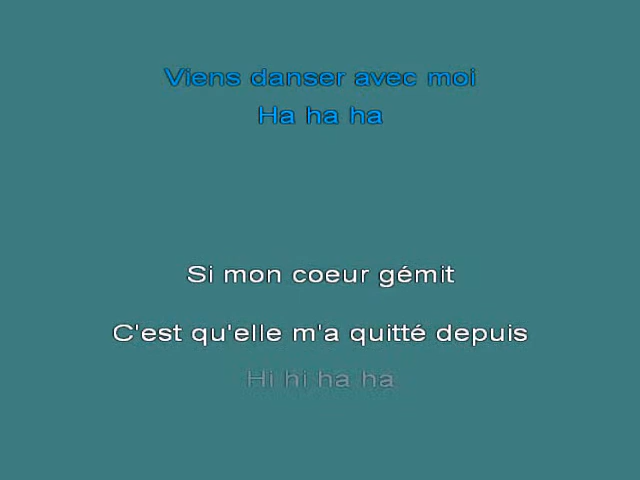 Viens danser avec moi
Ha ha ha
Si mon coeur gémit
C'est qu'elle m'a quitté depuis
Hi hi ha ha